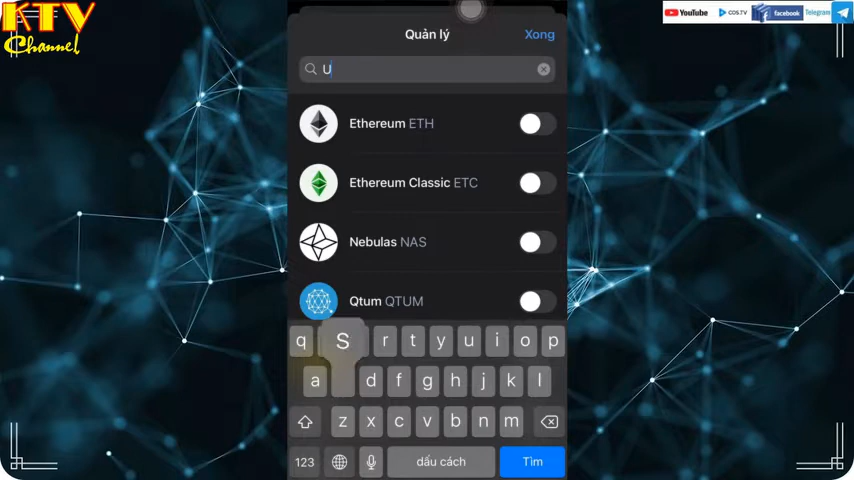 KTV
Channel
YouTube
COS.TV
facebook
Telegram
Quản lý
Xong
U
Ethereum ETH
Ethereum Classic ETC
Nebulas NAS
Qtum QTUM
q S r t y u i o p
a d f g h j k l
z x c v b n m
123 dấu cách Tìm